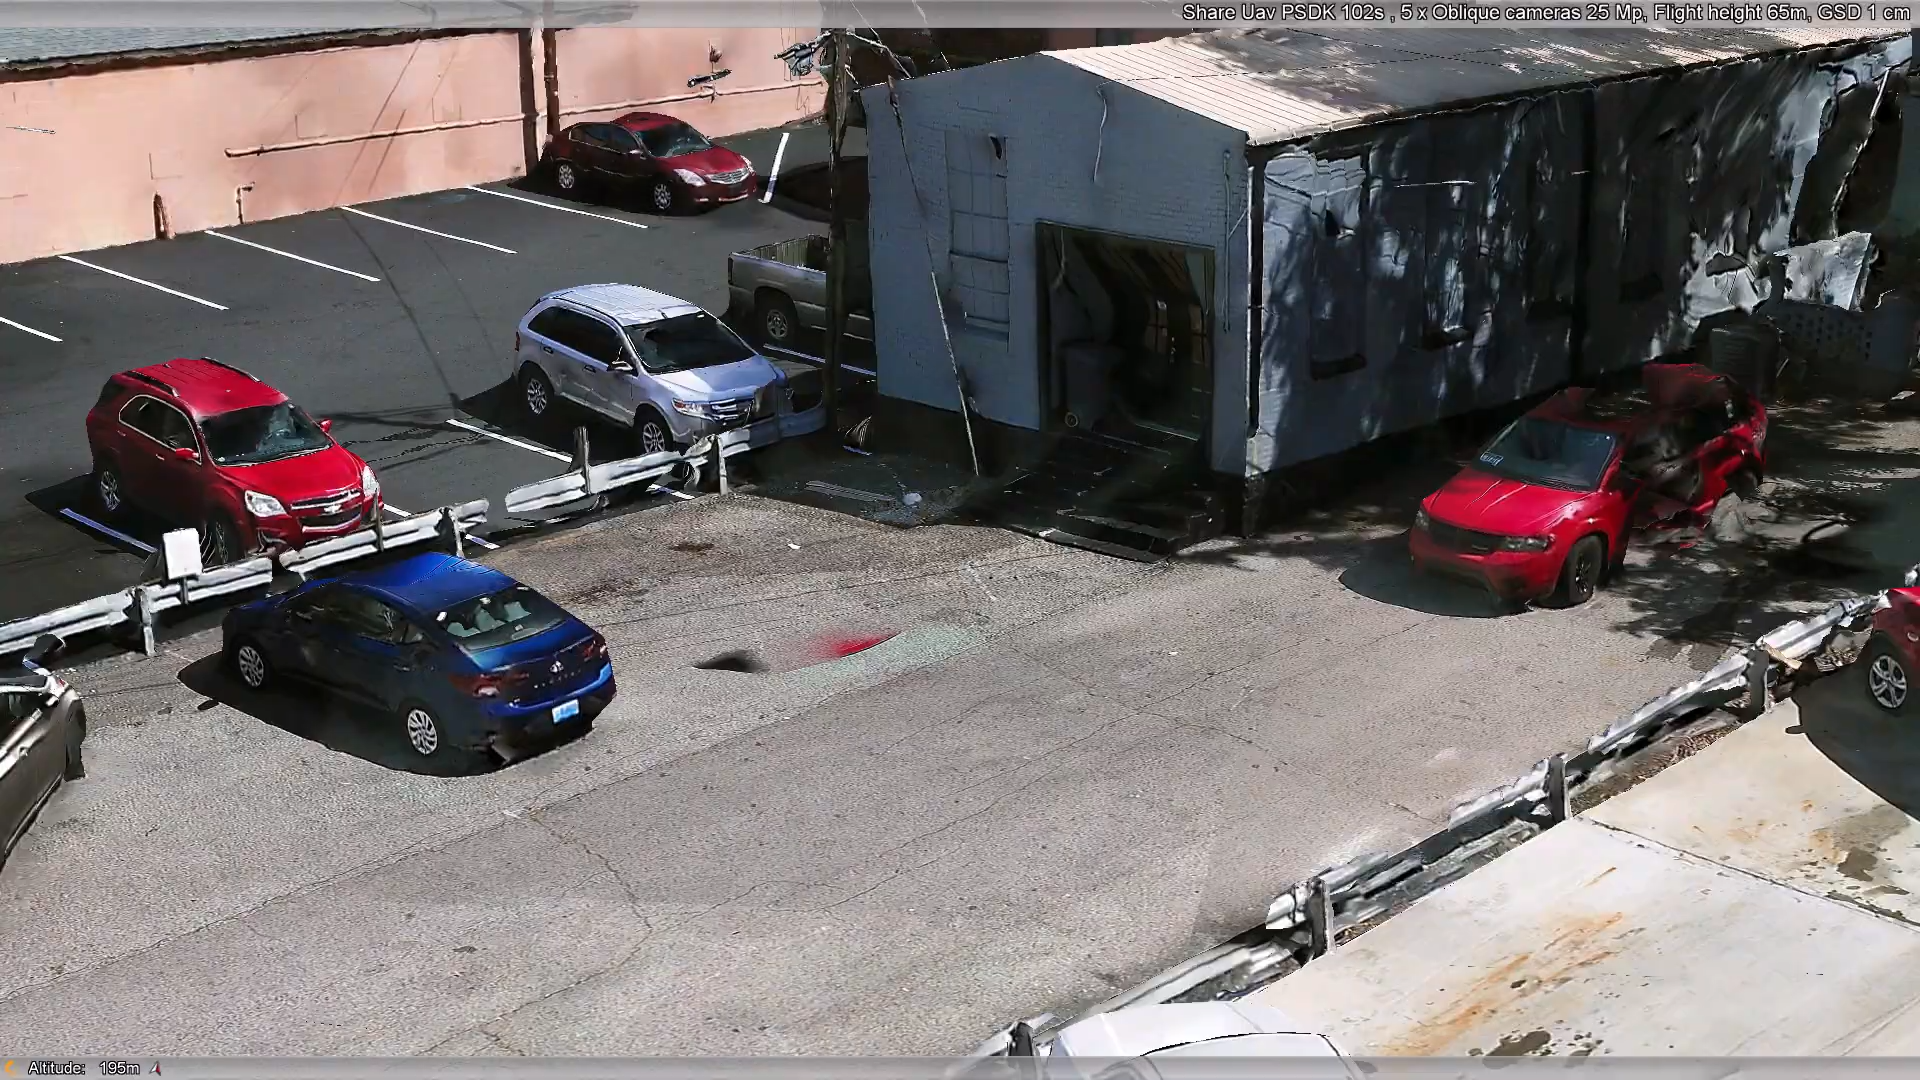 Share Uav PSDK 102s , 5 x Oblique cameras 25 Mp, Flight height 65m, GSD 1 cm
Altitude: 195m